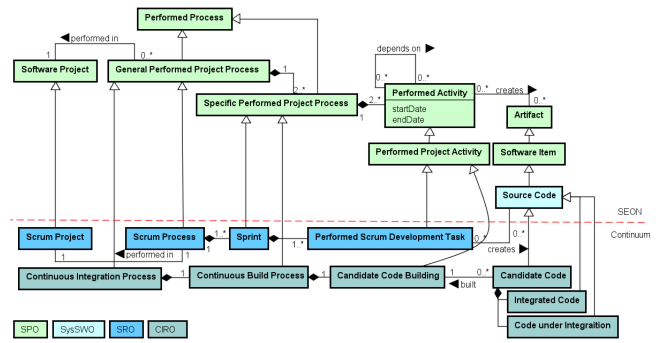 Performed Process
performed in
depends on
1
0..*
1
Software Project
General Performed Project Process
2..*
0..*
0..*
creates
Specific Performed Project Process
1
2..*
Performed Activity
0..*
0..*
startDate
endDate
Artifact
Performed Project Activity
Software Item
Source Code
SEON
Continuum
Scrum Project
Scrum Process
1..*
Sprint
1..*
Performed Scrum Development Task
0..*
1
performed in
1
creates
Continuous Integration Process
1
Continuous Build Process
1
Candidate Code Building
1
0..*
Candidate Code
built
Integrated Code
Code under Integraition
SPO
SysSWO
SRO
CIRO